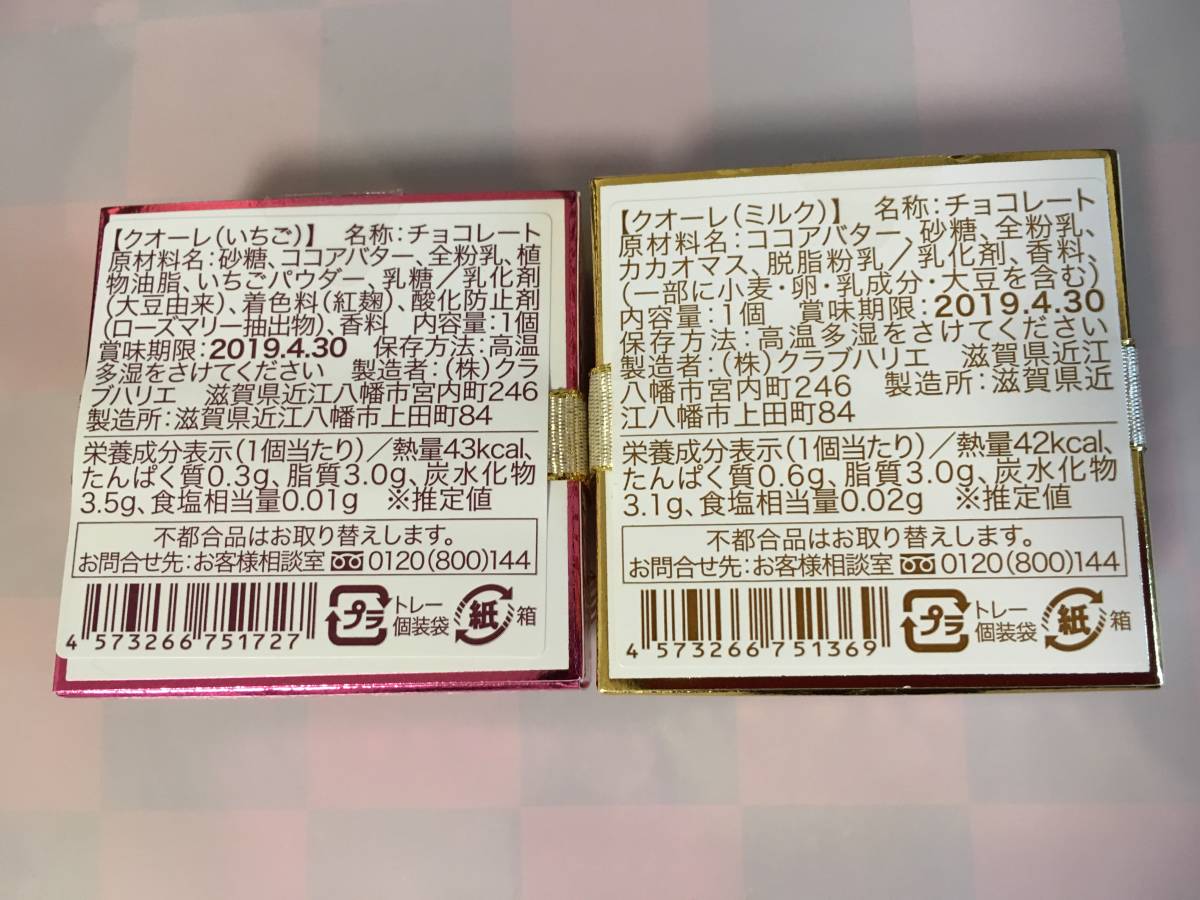 【クオーレ(いちご)】 名称:チョコレート
原材料名:砂糖、ココアバター、全粉乳、植
物油脂、いちごパウダー、乳糖／乳化剤
(大豆由来)、着色料(紅麹)、酸化防止剤
(ローズマリー抽出物)、香料 内容量:1個
賞味期限:2019.4.30 保存方法:高温
多湿をさけてください 製造者:(株)クラ
ブハリエ 滋賀県近江八幡市宮内町246
製造所:滋賀県近江八幡市上田町84
栄養成分表示(1個当たり)／熱量43kcal、
たんぱく質0.3g、脂質3.0g、炭水化物
3.5g、食塩相当量0.01g ※推定値
不都合品はお取り替えします。
お問合せ先:お客様相談室 0120(800)144
4 573266 751727
プラ トレー 個装袋
紙 箱
【クオーレ(ミルク)】 名称:チョコレート
原材料名:ココアバター、砂糖、全粉乳、
カカオマス、脱脂粉乳／乳化剤、香料、
(一部に小麦・卵・乳成分・大豆を含む)
内容量:1個 賞味期限:2019.4.30
保存方法:高温多湿をさけてください
製造者:(株)クラブハリエ 滋賀県近江
八幡市宮内町246 製造所:滋賀県近
江八幡市上田町84
栄養成分表示(1個当たり)／熱量42kcal、
たんぱく質0.6g、脂質3.0g、炭水化物
3.1g、食塩相当量0.02g ※推定値
不都合品はお取り替えします。
お問合せ先:お客様相談室 0120(800)144
4 573266 751369
プラ トレー 個装袋
紙 箱